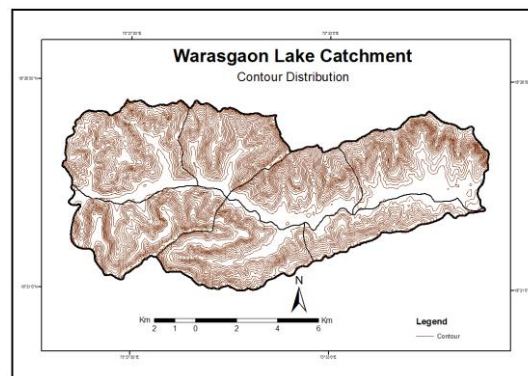 Warasgaon Lake Catchment
Contour Distribution
N
Km Km
2 1 0 2 4 6
Legend
Contour